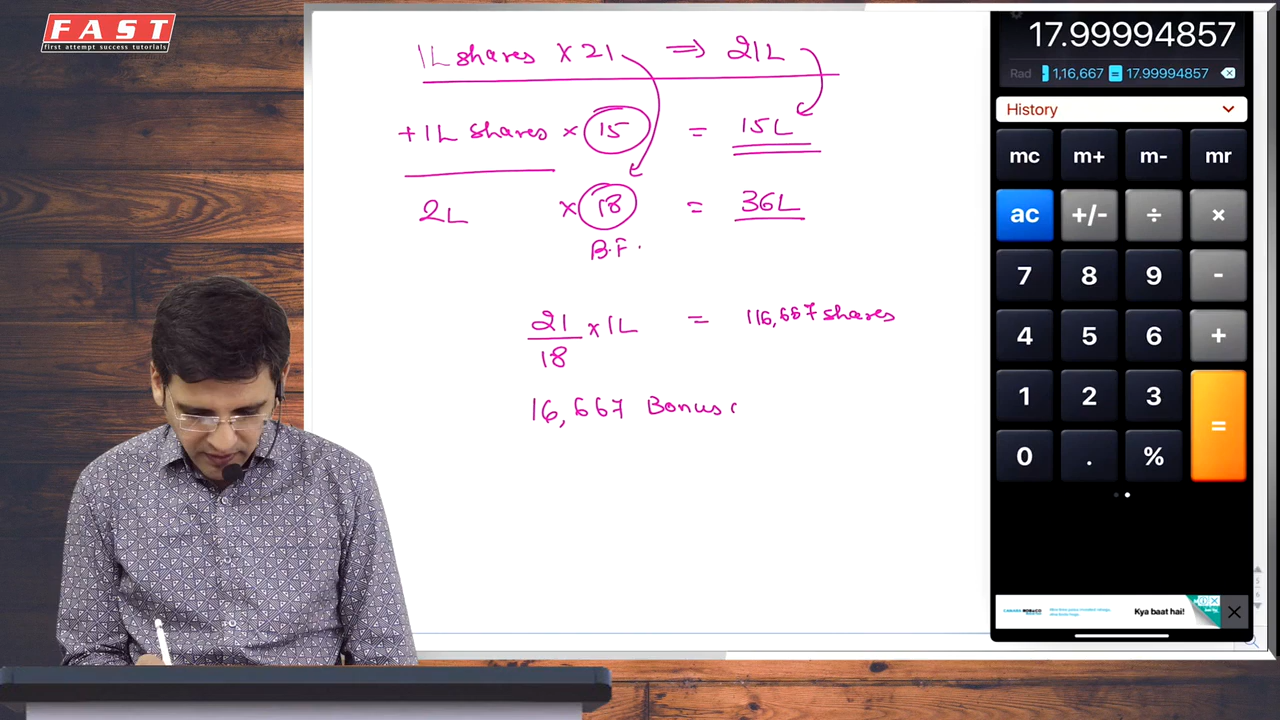 FAST
first attempt success tutorials
1L shares × 21 ⇒ 21L
+ 1L shares × 15 = 15L
2L × 18 = 36L
B.F.
21/18 × 1L = 116,667 shares
16,667 Bonus
17.99994857
Rad ÷ 1,16,667 = 17.99994857
History
mc m+ m- mr
ac +/- ÷ ×
7 8 9 -
4 5 6 +
1 2 3 =
0 . %
Kya baat hai!